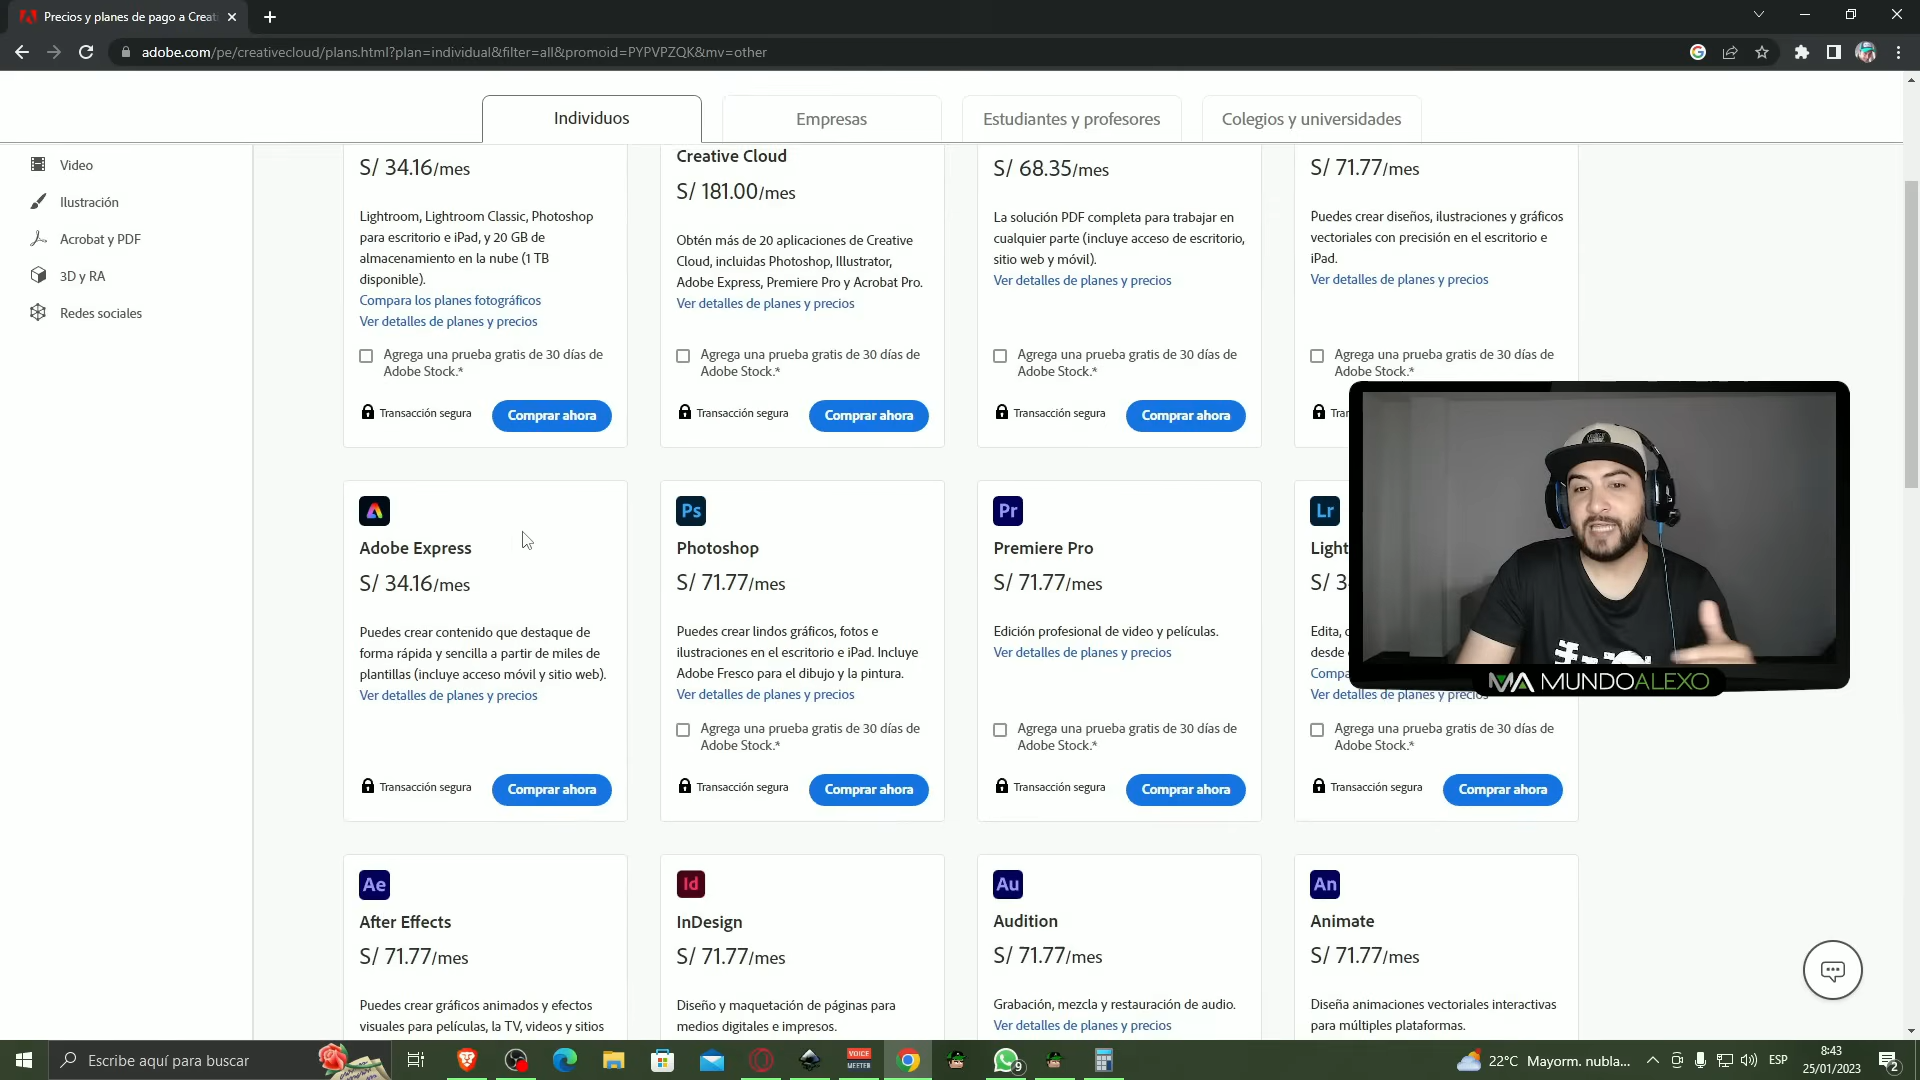 Precios y planes de pago a Creat
adobe.com/pe/creativecloud/plans.html?plan=individual&filter=all&promoid=PYPVPZQK&mv=other
Individuos
Empresas
Estudiantes y profesores
Colegios y universidades
Video
Ilustración
Acrobat y PDF
3D y RA
Redes sociales
S/ 34.16/mes
Lightroom, Lightroom Classic, Photoshop
para escritorio e iPad, y 20 GB de
almacenamiento en la nube (1 TB
disponible).
Compara los planes fotográficos
Ver detalles de planes y precios
Agrega una prueba gratis de 30 días de
Adobe Stock.*
Transacción segura
Comprar ahora
Creative Cloud
S/ 181.00/mes
Obtén más de 20 aplicaciones de Creative
Cloud, incluidas Photoshop, Illustrator,
Adobe Express, Premiere Pro y Acrobat Pro.
Ver detalles de planes y precios
Agrega una prueba gratis de 30 días de
Adobe Stock.*
Transacción segura
Comprar ahora
S/ 68.35/mes
La solución PDF completa para trabajar en
cualquier parte (incluye acceso de escritorio,
sitio web y móvil).
Ver detalles de planes y precios
Agrega una prueba gratis de 30 días de
Adobe Stock.*
Transacción segura
Comprar ahora
S/ 71.77/mes
Puedes crear diseños, ilustraciones y gráficos
vectoriales con precisión en el escritorio e
iPad.
Ver detalles de planes y precios
Agrega una prueba gratis de 30 días de
Adobe Stock.*
Tra
Adobe Express
S/ 34.16/mes
Puedes crear contenido que destaque de
forma rápida y sencilla a partir de miles de
plantillas (incluye acceso móvil y sitio web).
Ver detalles de planes y precios
Transacción segura
Comprar ahora
Ps
Photoshop
S/ 71.77/mes
Puedes crear lindos gráficos, fotos e
ilustraciones en el escritorio e iPad. Incluye
Adobe Fresco para el dibujo y la pintura.
Ver detalles de planes y precios
Agrega una prueba gratis de 30 días de
Adobe Stock.*
Transacción segura
Comprar ahora
Pr
Premiere Pro
S/ 71.77/mes
Edición profesional de video y películas.
Ver detalles de planes y precios
Agrega una prueba gratis de 30 días de
Adobe Stock.*
Transacción segura
Comprar ahora
Lr
Light
S/ 3
Edita, 
desde
Compa
Ver detalles de planes y precios
Agrega una prueba gratis de 30 días de
Adobe Stock.*
Transacción segura
Comprar ahora
MA MUNDOALEXO
Ae
After Effects
S/ 71.77/mes
Puedes crear gráficos animados y efectos
visuales para películas, la TV, videos y sitios
Id
InDesign
S/ 71.77/mes
Diseño y maquetación de páginas para
medios digitales e impresos.
Au
Audition
S/ 71.77/mes
Grabación, mezcla y restauración de audio.
Ver detalles de planes y precios
An
Animate
S/ 71.77/mes
Diseña animaciones vectoriales interactivas
para múltiples plataformas.
Escribe aquí para buscar
VOICE
MEETER
9
22°C Mayorm. nubla...
ESP
8:43
25/01/2023
2